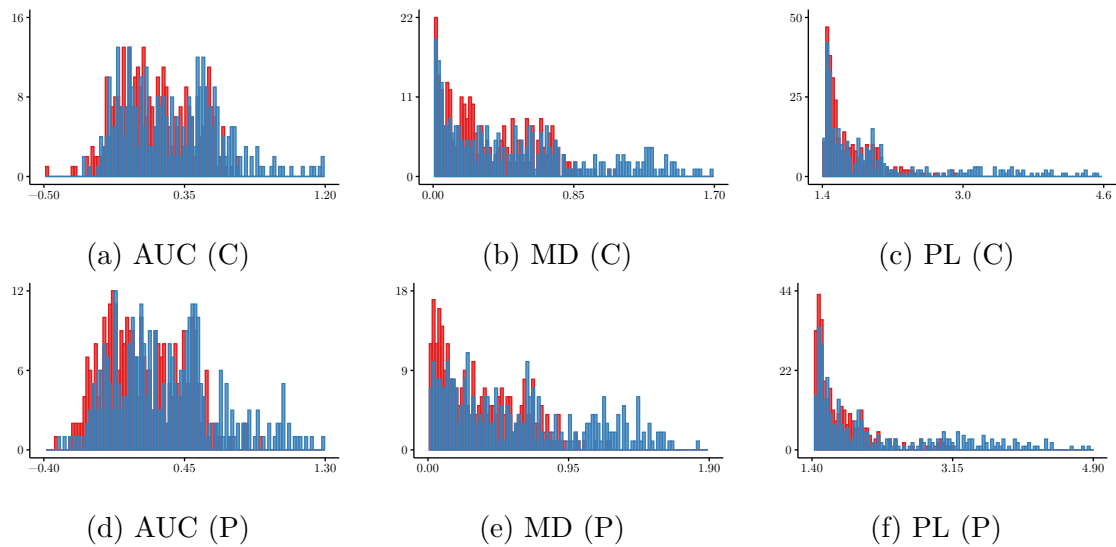 16
8
0
−0.50 0.35 1.20
22
11
0
0.00 0.85 1.70
50
25
0
1.4 3.0 4.6
(a) AUC (C)
(b) MD (C)
(c) PL (C)
12
6
0
−0.40 0.45 1.30
18
9
0
0.00 0.95 1.90
44
22
0
1.40 3.15 4.90
(d) AUC (P)
(e) MD (P)
(f) PL (P)